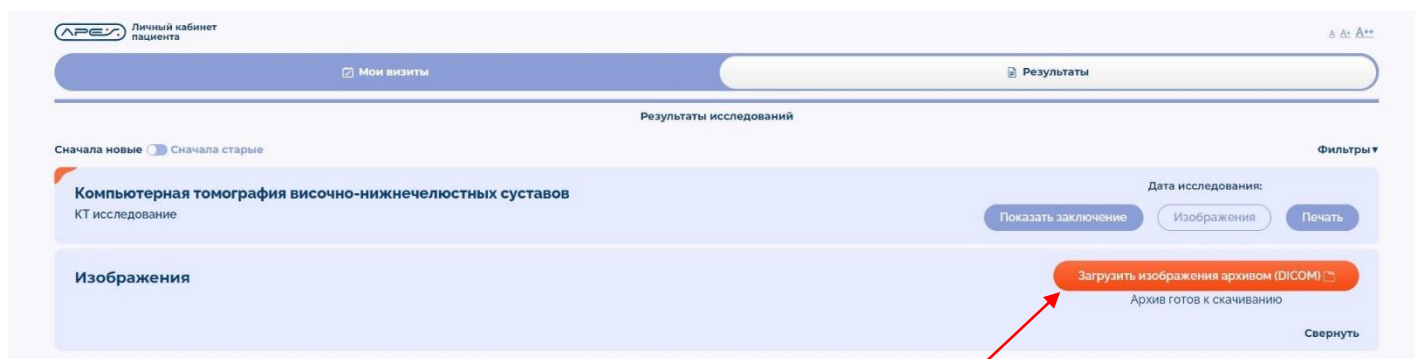 АРЕХ Личный кабинет
пациента
A A+ A++
Мои визиты
Результаты
Результаты исследований
Сначала новые Сначала старые
Фильтры▼
Компьютерная томография височно-нижнечелюстных суставов
КТ исследование
Дата исследования:
Показать заключение Изображения Печать
Изображения
Загрузить изображения архивом (DICOM)
Архив готов к скачиванию
Свернуть